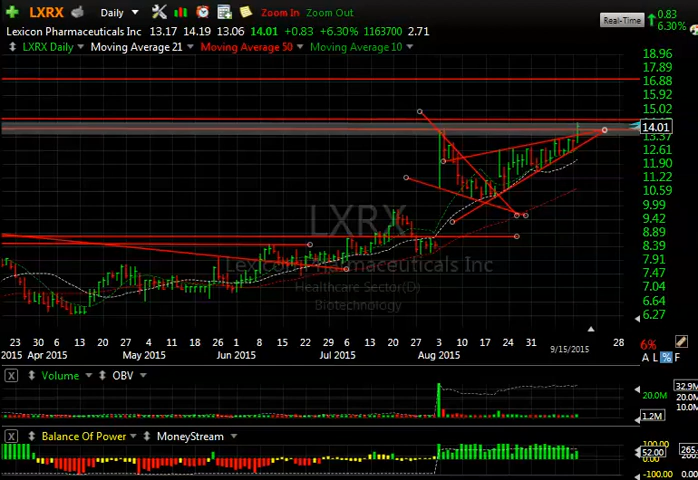 LXRX Daily Zoom In Zoom Out Real-Time 0.83
6.30%
Lexicon Pharmaceuticals Inc 13.17 14.19 13.06 14.01 +0.83 +6.30% 1163700 2.71
LXRX Daily Moving Average 21 Moving Average 50 Moving Average 10
18.96
17.89
16.88
15.92
15.02
14.01
13.37
12.61
11.90
11.22
10.59
9.99
9.42
8.89
8.39
7.91
7.47
7.04
6.64
6.27
LXRX
Lexicon Pharmaceuticals Inc
Healthcare Sector(D)
Biotechnology
23 30 6 13 20 27 4 11 18 26 1 8 15 22 29 6 13 20 27 3 10 17 24 31 9/15/2015 28
2015 Apr 2015 May 2015 Jun 2015 Jul 2015 Aug 2015
6%
A L % F
X Volume OBV
32.9M
20.0M 20.0M
10.0M
1.2M
X Balance Of Power MoneyStream
100.00
52.00
0.00
-100.00